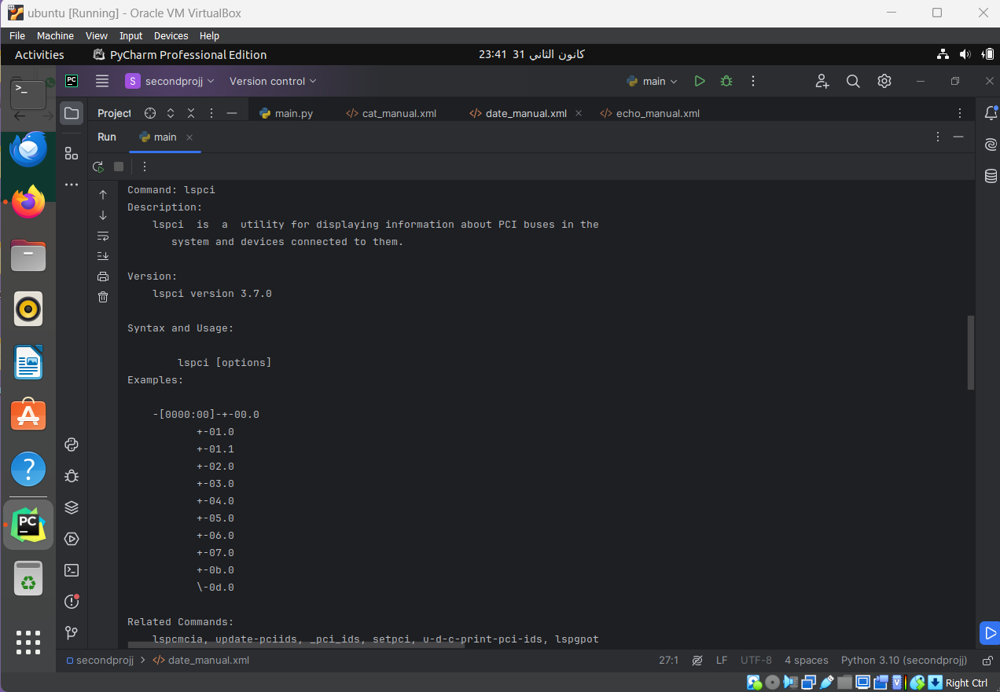 ubuntu [Running] - Oracle VM VirtualBox
File Machine View Input Devices Help
Activities PyCharm Professional Edition 23:41 31 كانون الثاني
PC S secondprojj Version control main
Project main.py cat_manual.xml date_manual.xml echo_manual.xml
Run main
Command: lspci
Description:
lspci  is  a  utility for displaying information about PCI buses in the
system and devices connected to them.
Version:
lspci version 3.7.0
Syntax and Usage:
lspci [options]
Examples:
-[0000:00]-+-00.0
+-01.0
+-01.1
+-02.0
+-03.0
+-04.0
+-05.0
+-06.0
+-07.0
+-0b.0
\-0d.0
Related Commands:
lspcmcia, update-pciids, _pci_ids, setpci, u-d-c-print-pci-ids, lspgpot
PC
secondprojj > date_manual.xml 27:1 LF UTF-8 4 spaces Python 3.10 (secondprojj)
Right Ctrl